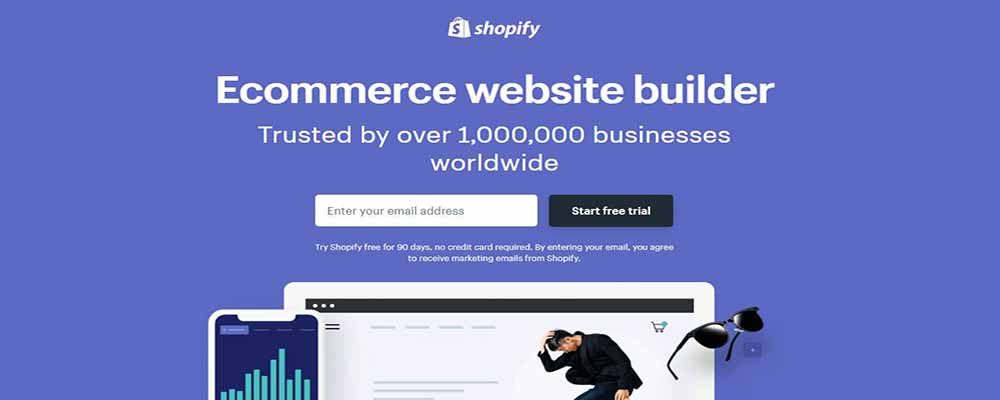 shopify
Ecommerce website builder
Trusted by over 1,000,000 businesses
worldwide
Enter your email address
Start free trial
Try Shopify free for 90 days, no credit card required. By entering your email, you agree
to receive marketing emails from Shopify.